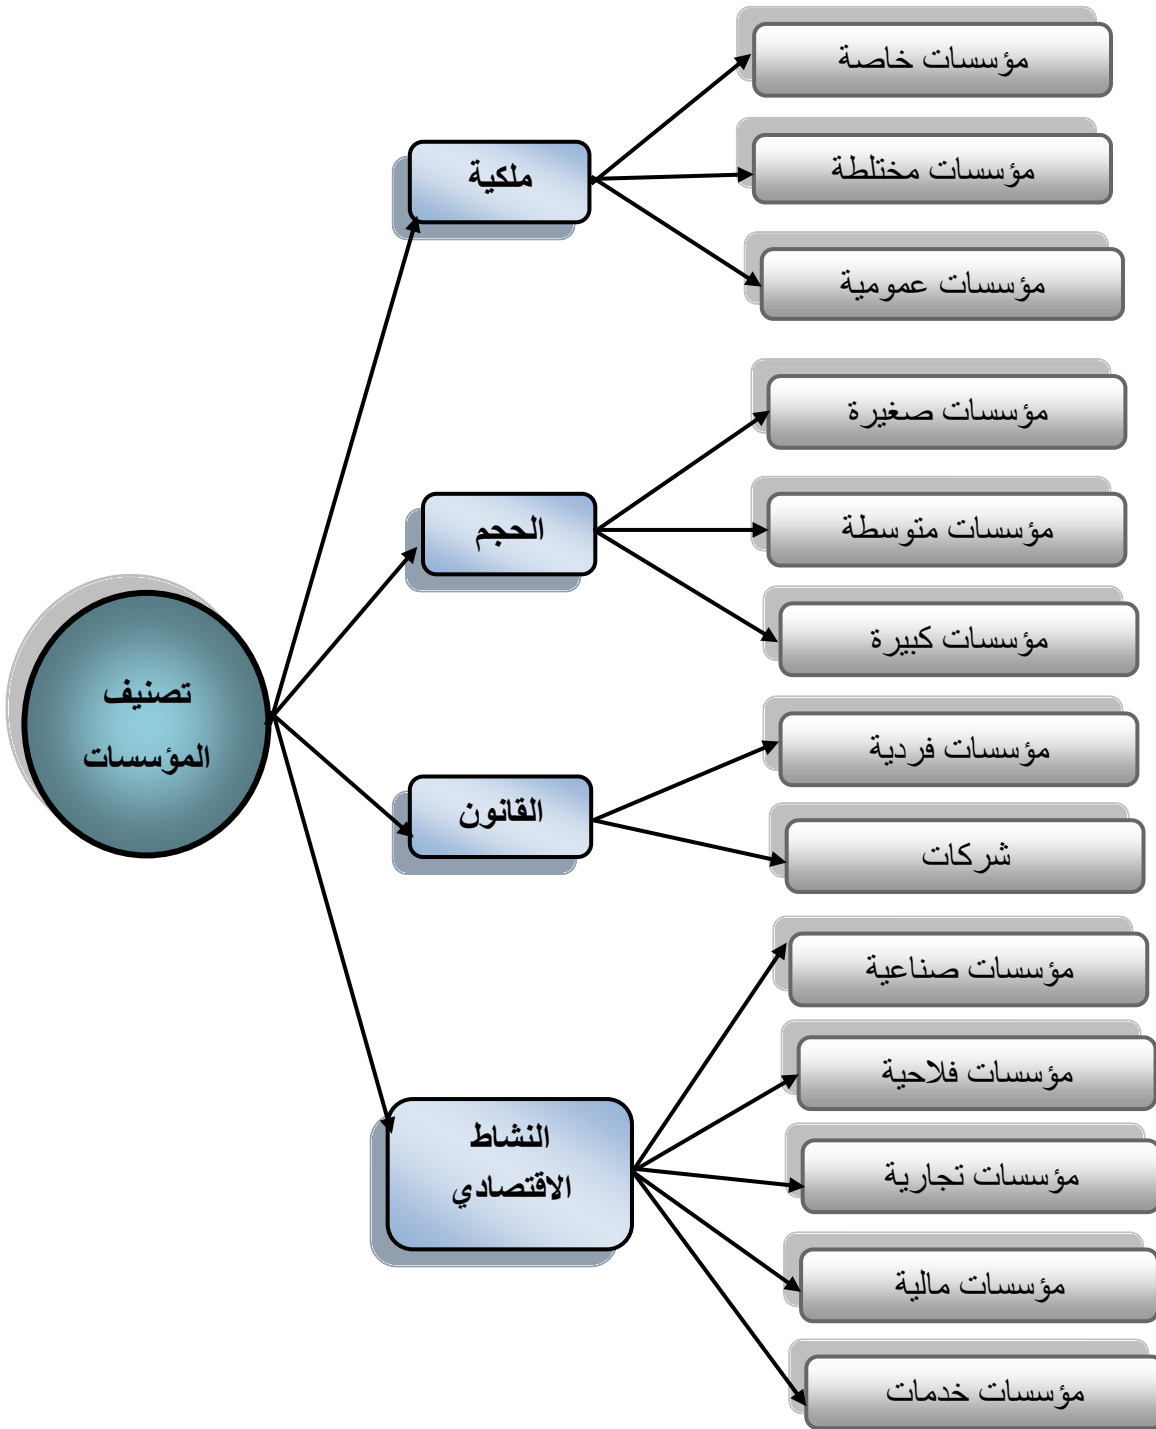 تصنيف
المؤسسات
ملكية
مؤسسات خاصة
مؤسسات مختلطة
مؤسسات عمومية
الحجم
مؤسسات صغيرة
مؤسسات متوسطة
مؤسسات كبيرة
القانون
مؤسسات فردية
شركات
النشاط
الاقتصادي
مؤسسات صناعية
مؤسسات فلاحية
مؤسسات تجارية
مؤسسات مالية
مؤسسات خدمات